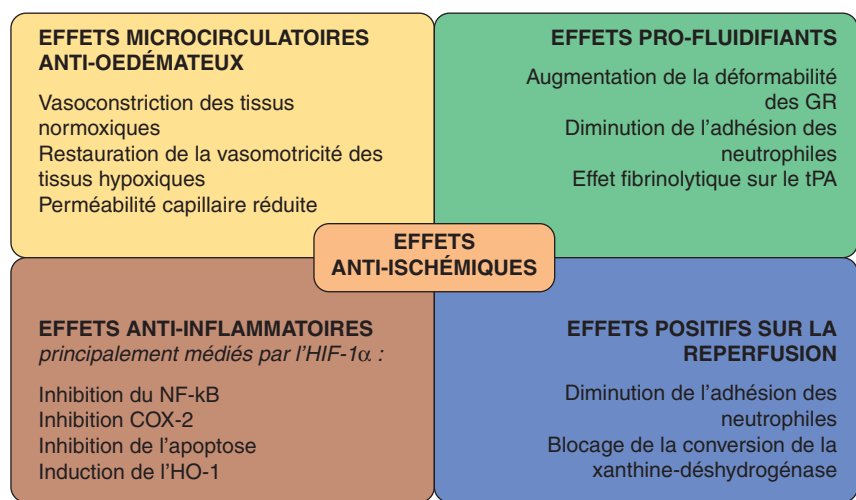 EFFETS MICROCIRCULATOIRES
ANTI-OEDÉMATEUX
Vasoconstriction des tissus
normoxiques
Restauration de la vasomotricité des
tissus hypoxiques
Perméabilité capillaire réduite
EFFETS PRO-FLUIDIFIANTS
Augmentation de la déformabilité
des GR
Diminution de l'adhésion des
neutrophiles
Effet fibrinolytique sur le tPA
EFFETS
ANTI-ISCHÉMIQUES
EFFETS ANTI-INFLAMMATOIRES
principalement médiés par l'HIF-1α :
Inhibition du NF-kB
Inhibition COX-2
Inhibition de l'apoptose
Induction de l'HO-1
EFFETS POSITIFS SUR LA
REPERFUSION
Diminution de l'adhésion des
neutrophiles
Blocage de la conversion de la
xanthine-déshydrogénase